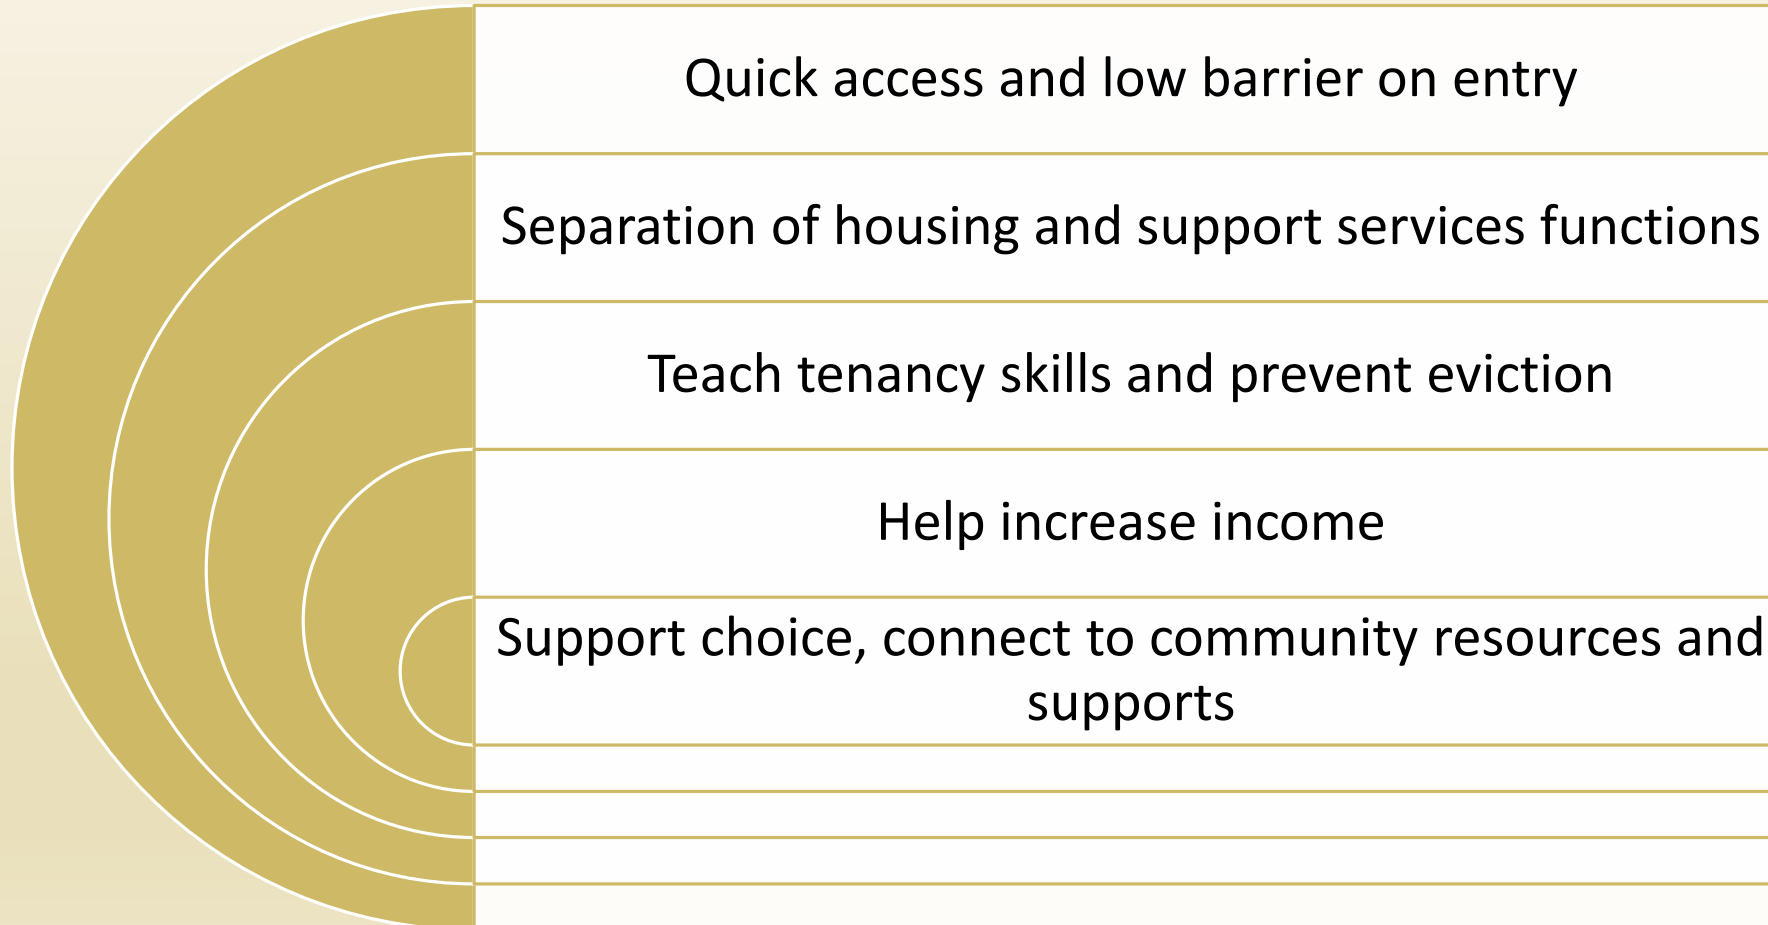 Quick access and low barrier on entry
Separation of housing and support services functions
Teach tenancy skills and prevent eviction
Help increase income
Support choice, connect to community resources and
supports